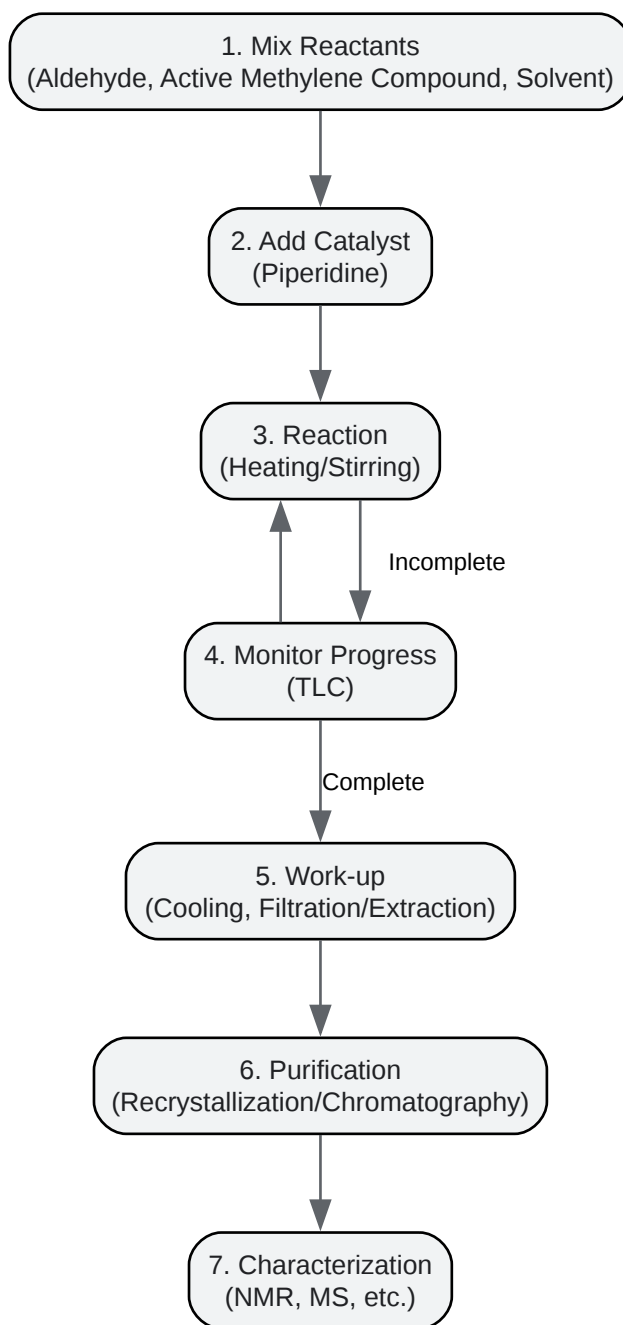 1. Mix Reactants
(Aldehyde, Active Methylene Compound, Solvent)
2. Add Catalyst
(Piperidine)
3. Reaction
(Heating/Stirring)
Incomplete
4. Monitor Progress
(TLC)
Complete
5. Work-up
(Cooling, Filtration/Extraction)
6. Purification
(Recrystallization/Chromatography)
7. Characterization
(NMR, MS, etc.)